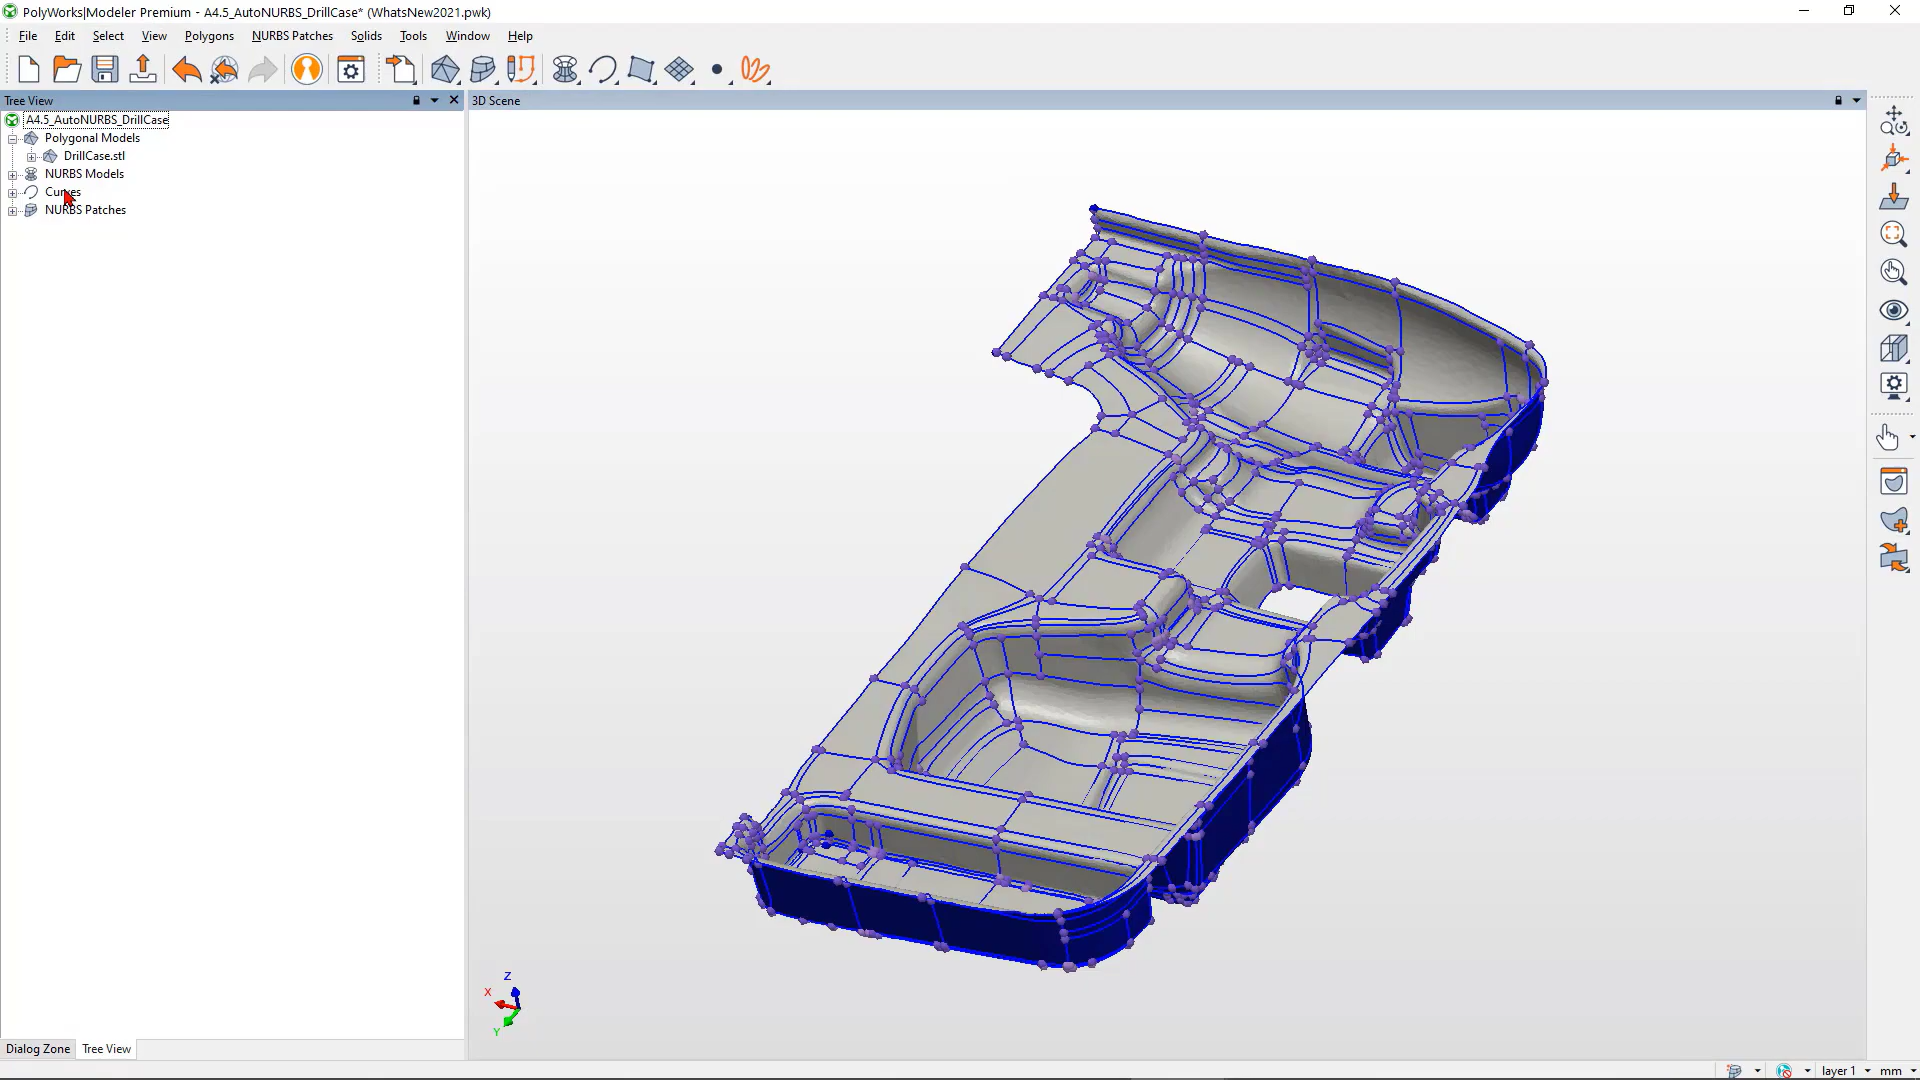 PolyWorks|Modeler Premium - A4.5_AutoNURBS_DrillCase* (WhatsNew2021.pwk)
File Edit Select View Polygons NURBS Patches Solids Tools Window Help
Tree View
3D Scene
A4.5_AutoNURBS_DrillCase
Polygonal Models
DrillCase.stl
NURBS Models
Curves
NURBS Patches
Z
X
Y
Dialog Zone Tree View
layer 1 mm